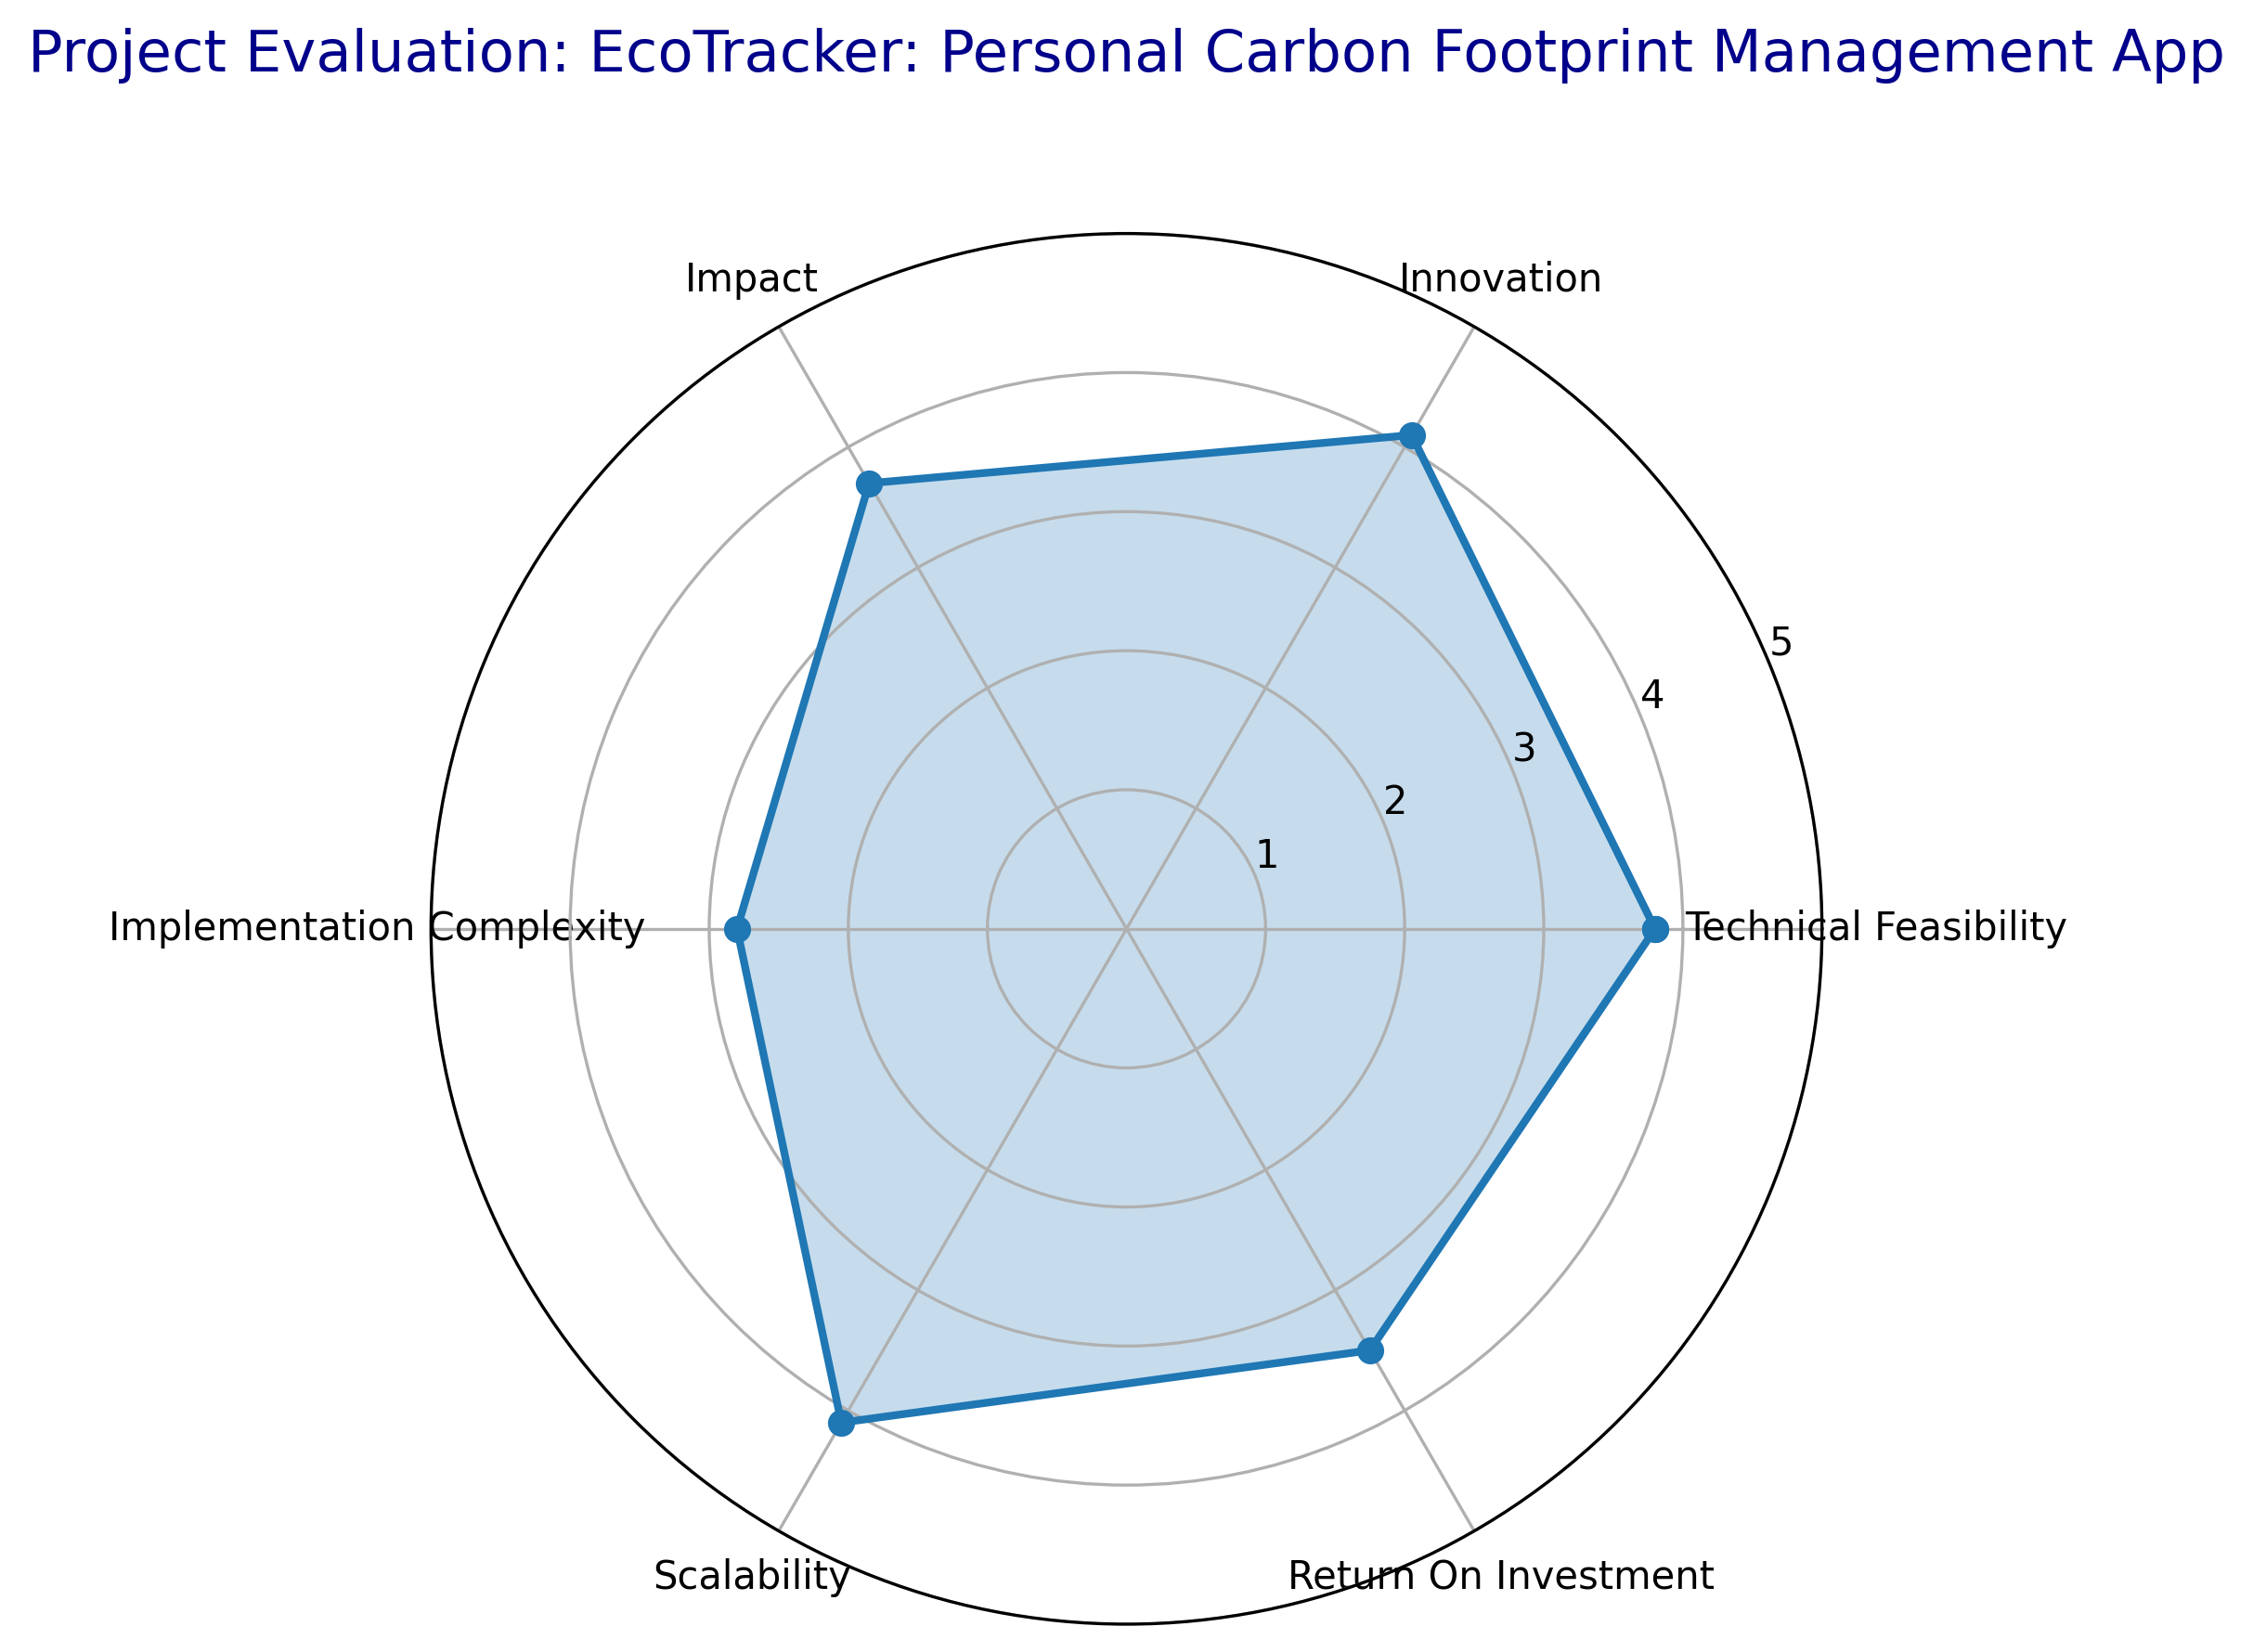 Project Evaluation: EcoTracker: Personal Carbon Footprint Management App
Impact
Innovation
5
4
3
2
1
Implementation Complexity
Technical Feasibility
Scalability
Return On Investment